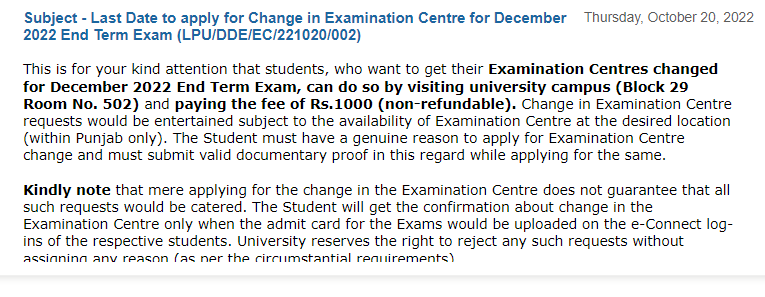 Subject - Last Date to apply for Change in Examination Centre for December Thursday, October 20, 2022
2022 End Term Exam (LPU/DDE/EC/221020/002)
This is for your kind attention that students, who want to get their Examination Centres changed
for December 2022 End Term Exam, can do so by visiting university campus (Block 29
Room No. 502) and paying the fee of Rs.1000 (non-refundable). Change in Examination Centre
requests would be entertained subject to the availability of Examination Centre at the desired location
(within Punjab only). The Student must have a genuine reason to apply for Examination Centre
change and must submit valid documentary proof in this regard while applying for the same.
Kindly note that mere applying for the change in the Examination Centre does not guarantee that all
such requests would be catered. The Student will get the confirmation about change in the
Examination Centre only when the admit card for the Exams would be uploaded on the e-Connect log-
ins of the respective students. University reserves the right to reject any such requests without
assigning any reason (as per the circumstantial requirements)